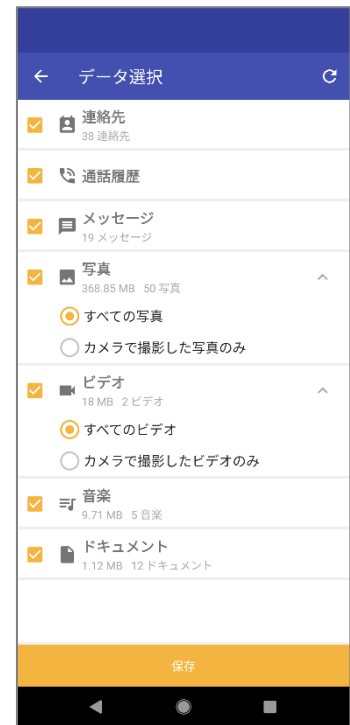 データ選択
連絡先
38 連絡先
通話履歴
メッセージ
19 メッセージ
写真
368.85 MB 50 写真
すべての写真
カメラで撮影した写真のみ
ビデオ
18 MB 2 ビデオ
すべてのビデオ
カメラで撮影したビデオのみ
音楽
9.71 MB 5 音楽
ドキュメント
1.12 MB 12 ドキュメント
保存